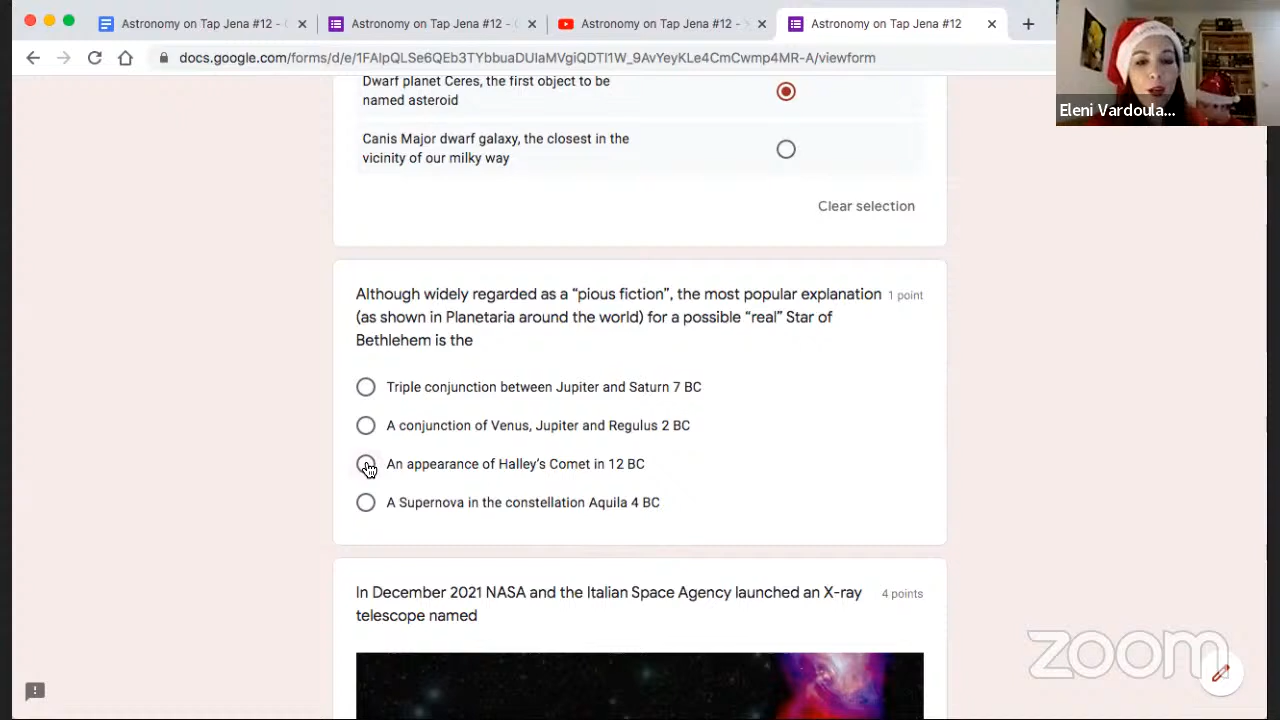 Astronomy on Tap Jena #12 -
Astronomy on Tap Jena #12 -
Astronomy on Tap Jena #12 -
Astronomy on Tap Jena #12
docs.google.com/forms/d/e/1FAIpQLSe6QEb3TYbbuaDUIaMVgiQDTI1W_9AvYeyKLe4CmCwmp4MR-A/viewform
Eleni Vardoula...
Dwarf planet Ceres, the first object to be
named asteroid
Canis Major dwarf galaxy, the closest in the
vicinity of our milky way
Clear selection
Although widely regarded as a “pious fiction”, the most popular explanation 1 point
(as shown in Planetaria around the world) for a possible “real” Star of
Bethlehem is the
Triple conjunction between Jupiter and Saturn 7 BC
A conjunction of Venus, Jupiter and Regulus 2 BC
An appearance of Halley’s Comet in 12 BC
A Supernova in the constellation Aquila 4 BC
In December 2021 NASA and the Italian Space Agency launched an X-ray 4 points
telescope named
zoom